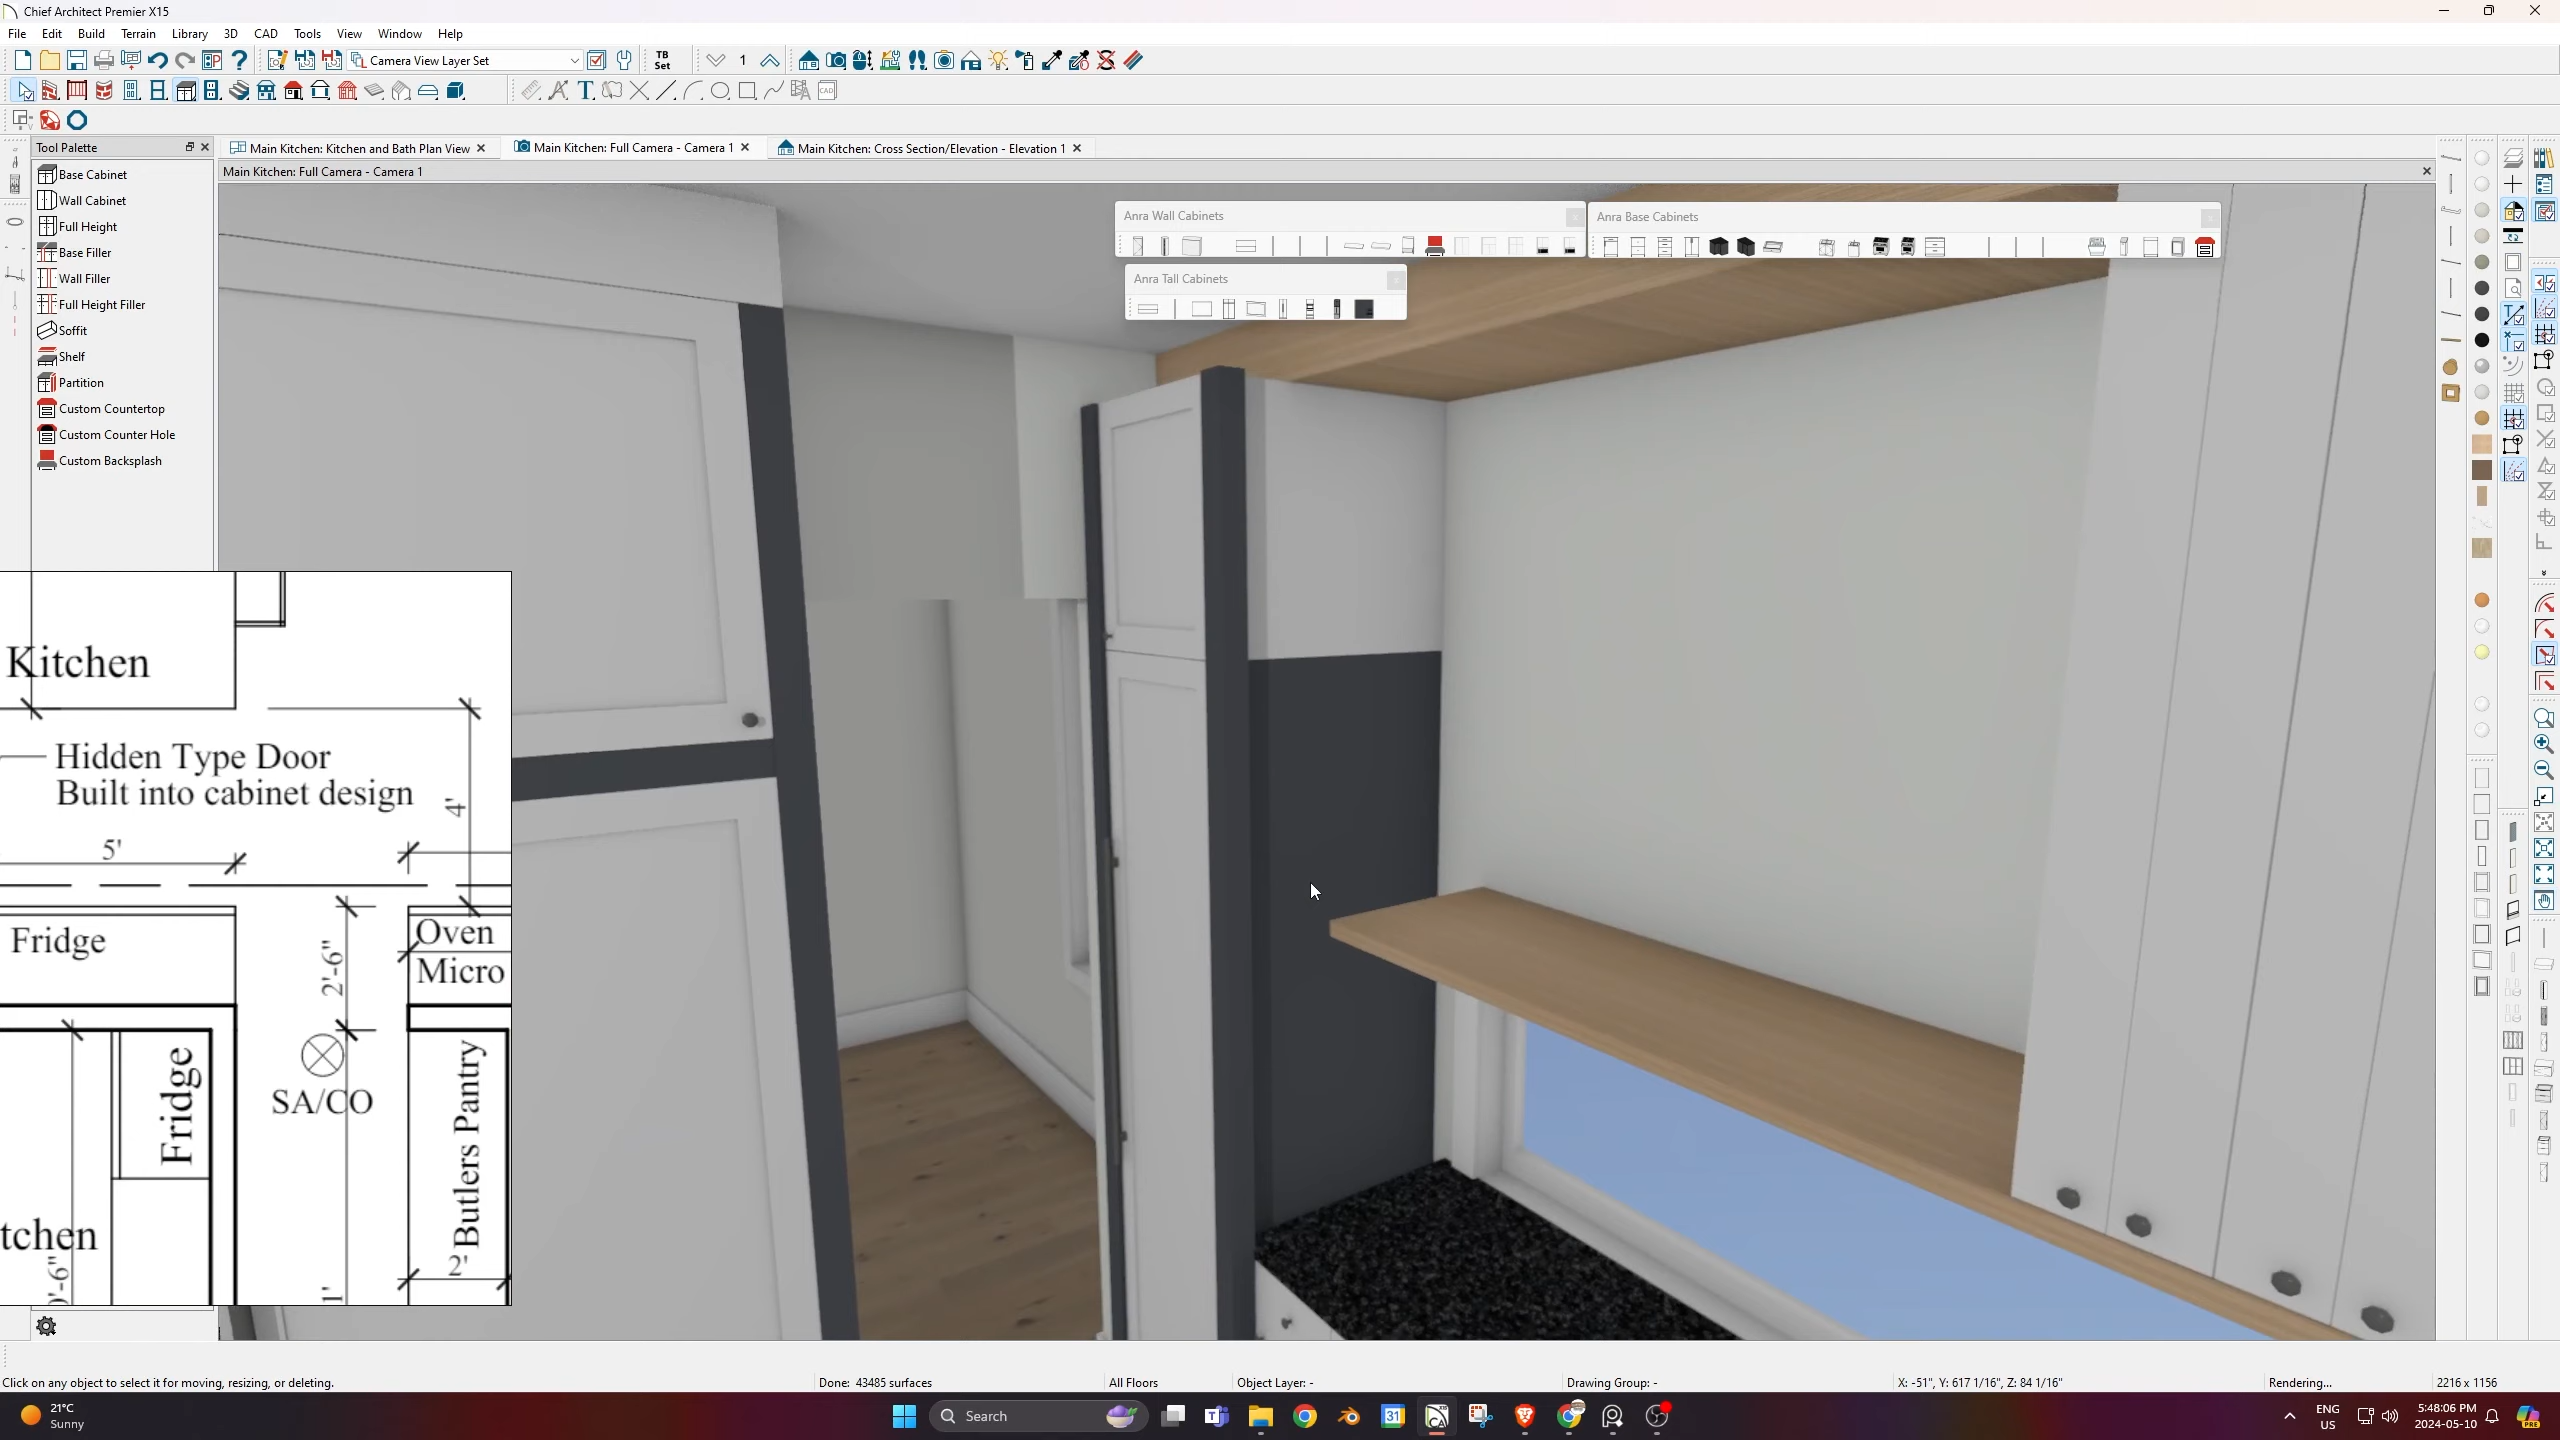 Chief Architect Premier X15
File Edit Build Terrain Library 3D CAD Tools View Window Help
Camera View Layer Set
TB
Set
1
CAD
Tool Palette
Main Kitchen: Kitchen and Bath Plan View
Main Kitchen: Full Camera - Camera 1
Main Kitchen: Cross Section/Elevation - Elevation 1
Main Kitchen: Full Camera - Camera 1
Base Cabinet
Wall Cabinet
Full Height
Base Filler
Wall Filler
Full Height Filler
Soffit
Shelf
Partition
Custom Countertop
Custom Counter Hole
Custom Backsplash
Anra Wall Cabinets
Anra Base Cabinets
Anra Tall Cabinets
Kitchen
Hidden Type Door
Built into cabinet design
4'
5'
Fridge
Oven
Micro
2'-6"
Fridge
SA/CO
Butlers Pantry
tchen
2'
'-6"
1'
Click on any object to select it for moving, resizing, or deleting.
Done: 43485 surfaces
All Floors
Object Layer: -
Drawing Group: -
X: -51", Y: 617 1/16", Z: 84 1/16"
Rendering...
2216 x 1156
21°C
Sunny
Search
31
ENG
US
5:48:06 PM
2024-05-10